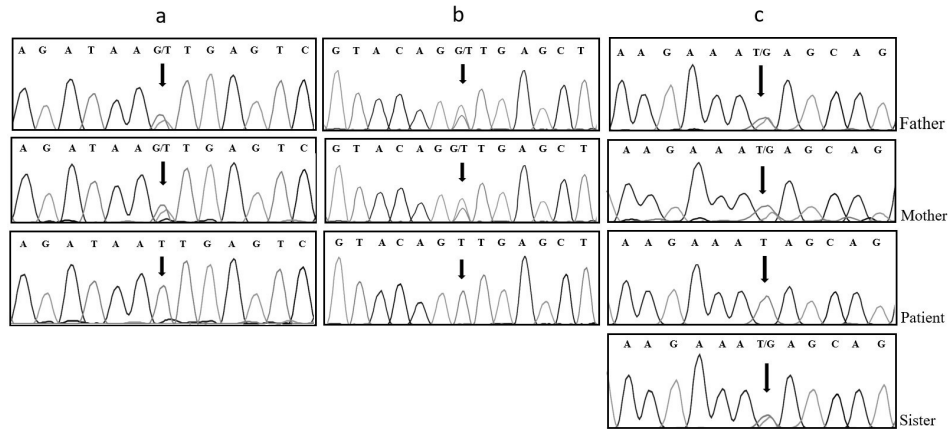 a b c
A G A T A A G/T T G A G T C
G T A C A G G/T T G A G C T
A A G A A A T/G A G C A G
Father
A G A T A A G/T T G A G T C
G T A C A G G/T T G A G C T
A A G A A A T/G A G C A G
Mother
A G A T A A T T G A G T C
G T A C A G T T G A G C T
A A G A A A T A G C A G
Patient
A A G A A A T/G A G C A G
Sister